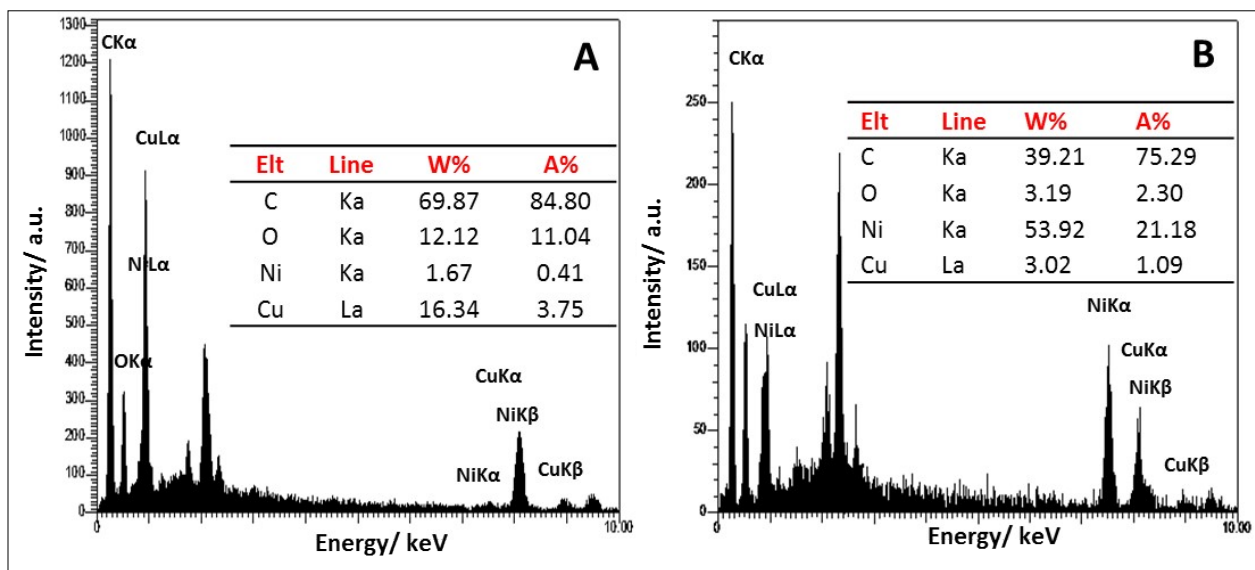 A
Intensity/ a.u.
1300
1200
1100
1000
900
800
700
600
500
400
300
200
100
0
CKα
CuLα
NiLα
OKα
CuKα
NiKβ
NiKα
CuKβ
Elt Line W% A%
C Ka 69.87 84.80
O Ka 12.12 11.04
Ni Ka 1.67 0.41
Cu La 16.34 3.75
0 10.00
Energy/ keV
B
Intensity/ a.u.
250
200
150
100
50
0
CKα
CuLα
NiLα
NiKα
CuKα
NiKβ
CuKβ
Elt Line W% A%
C Ka 39.21 75.29
O Ka 3.19 2.30
Ni Ka 53.92 21.18
Cu La 3.02 1.09
0 10.00
Energy/ keV